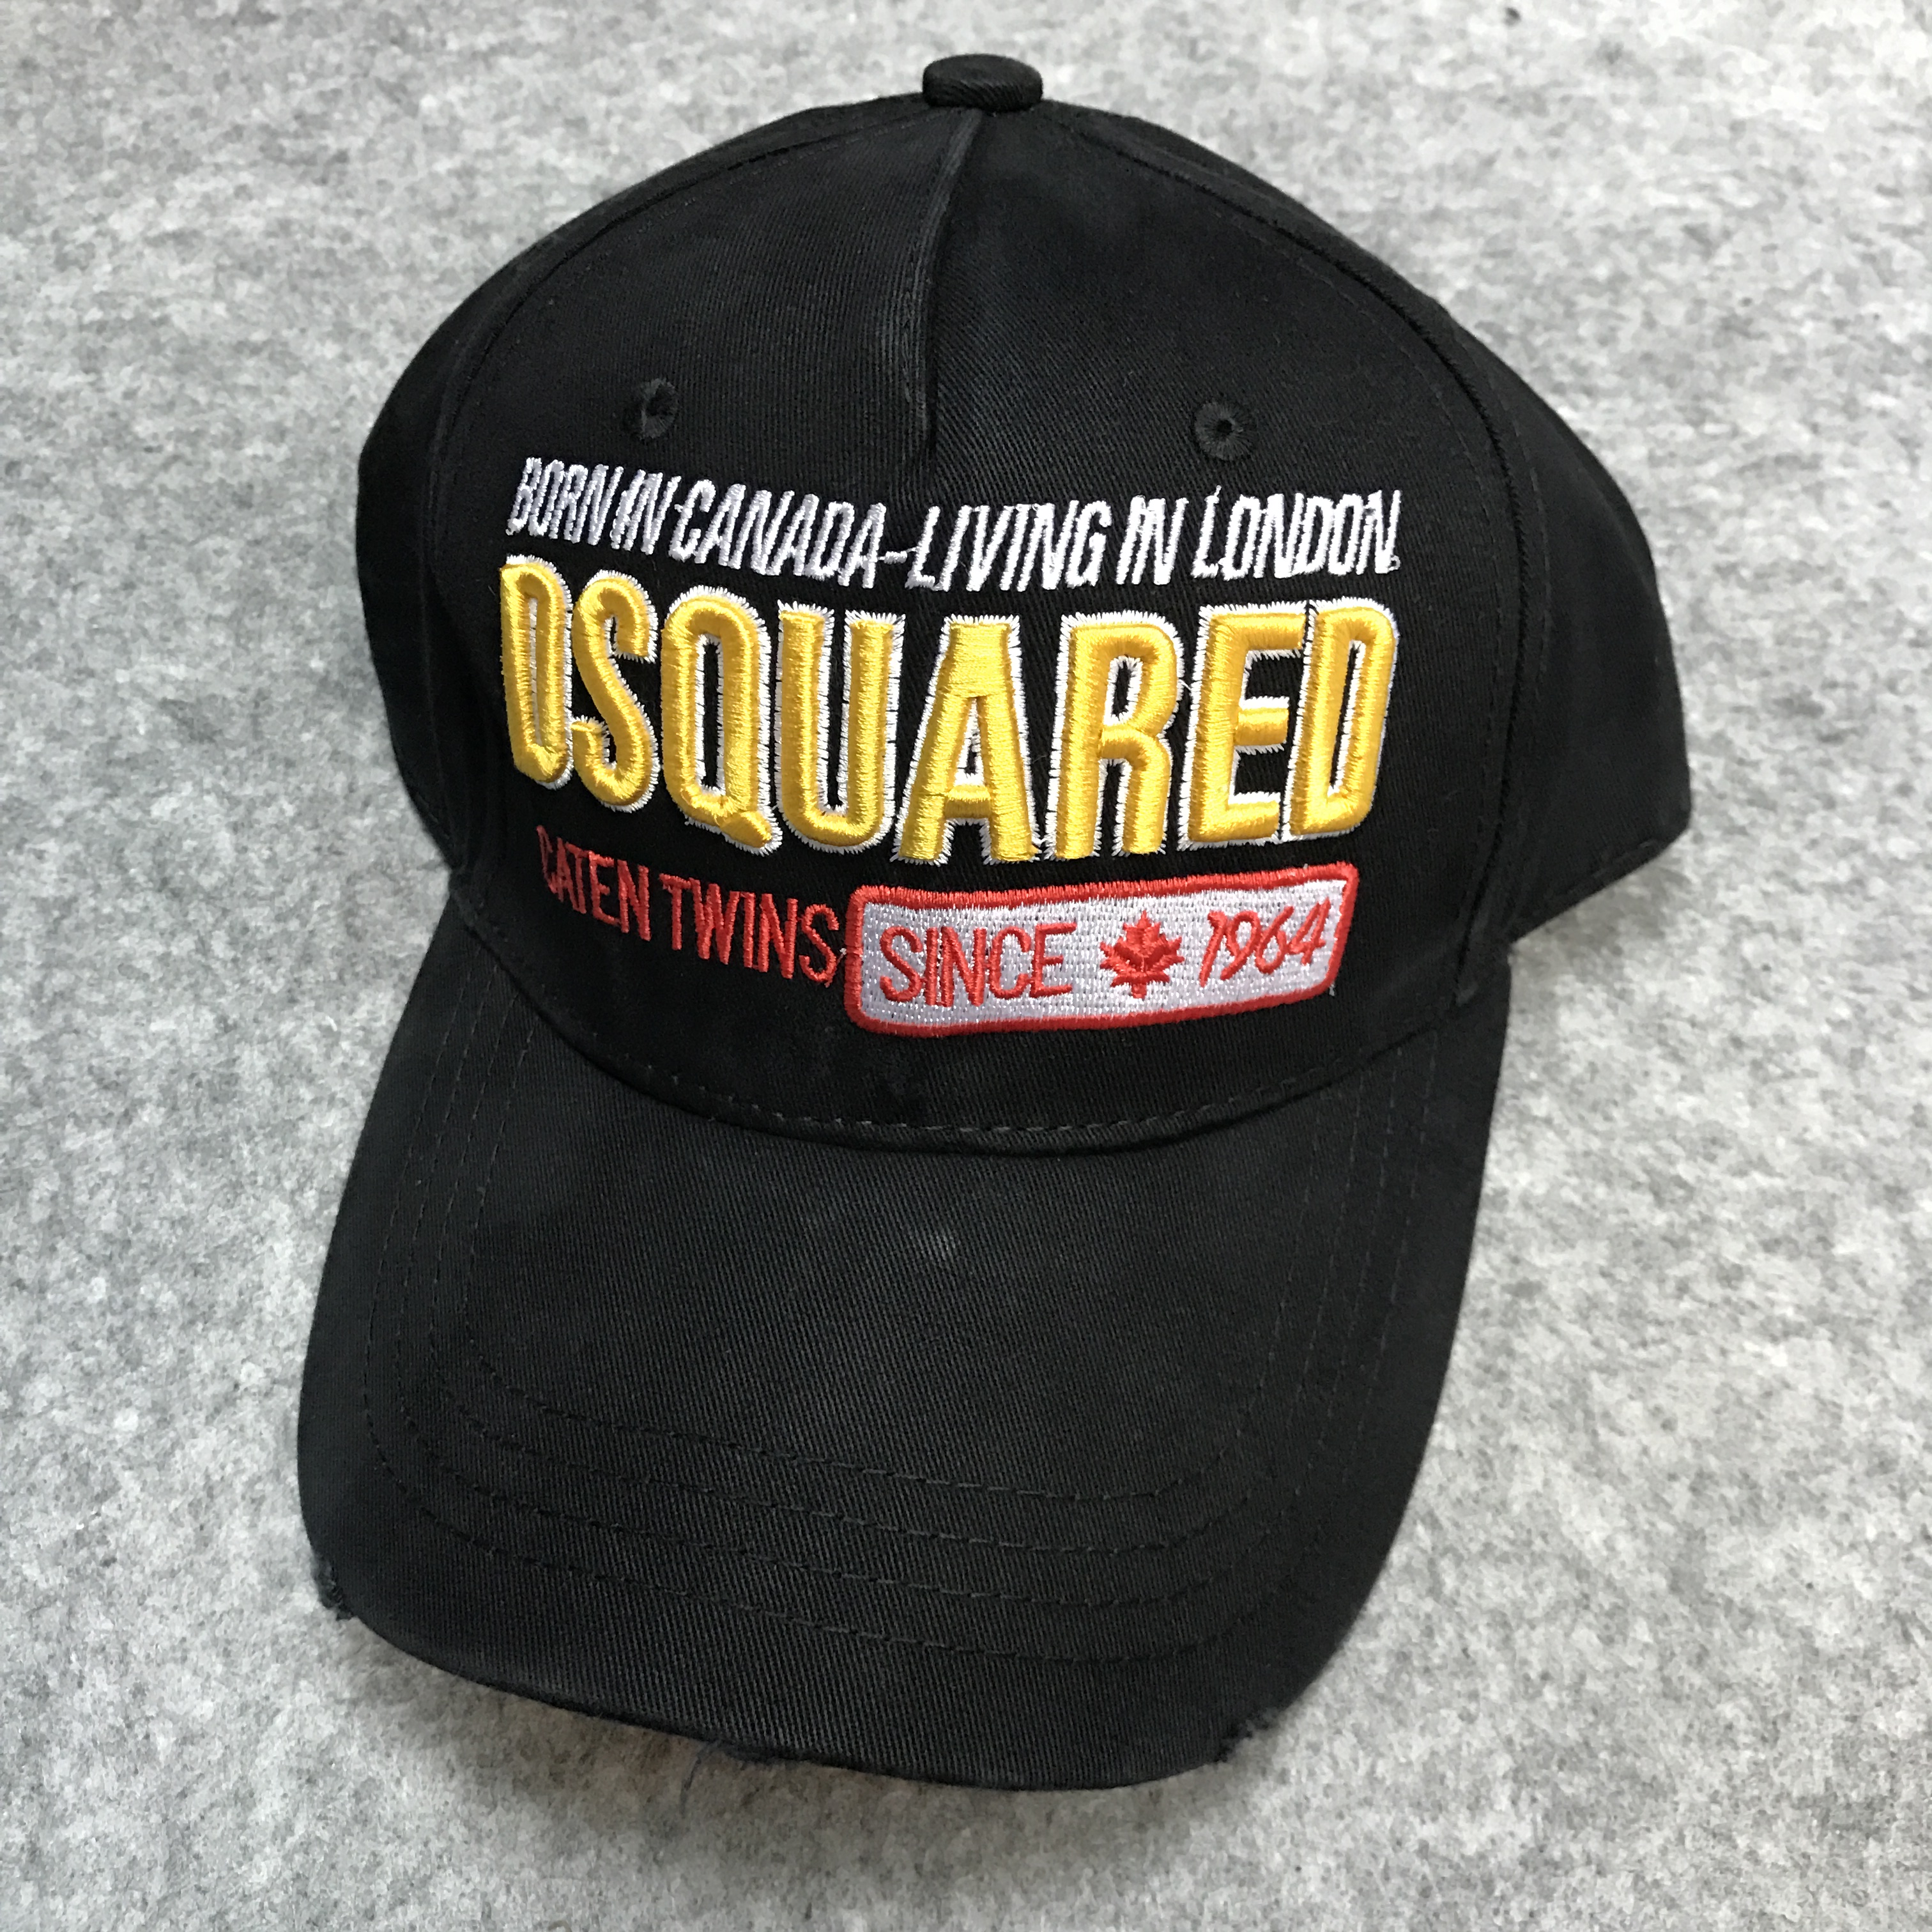 BORN IN CANADA-LIVING IN LONDON
DSQUARED
CATEN TWINS SINCE 1964